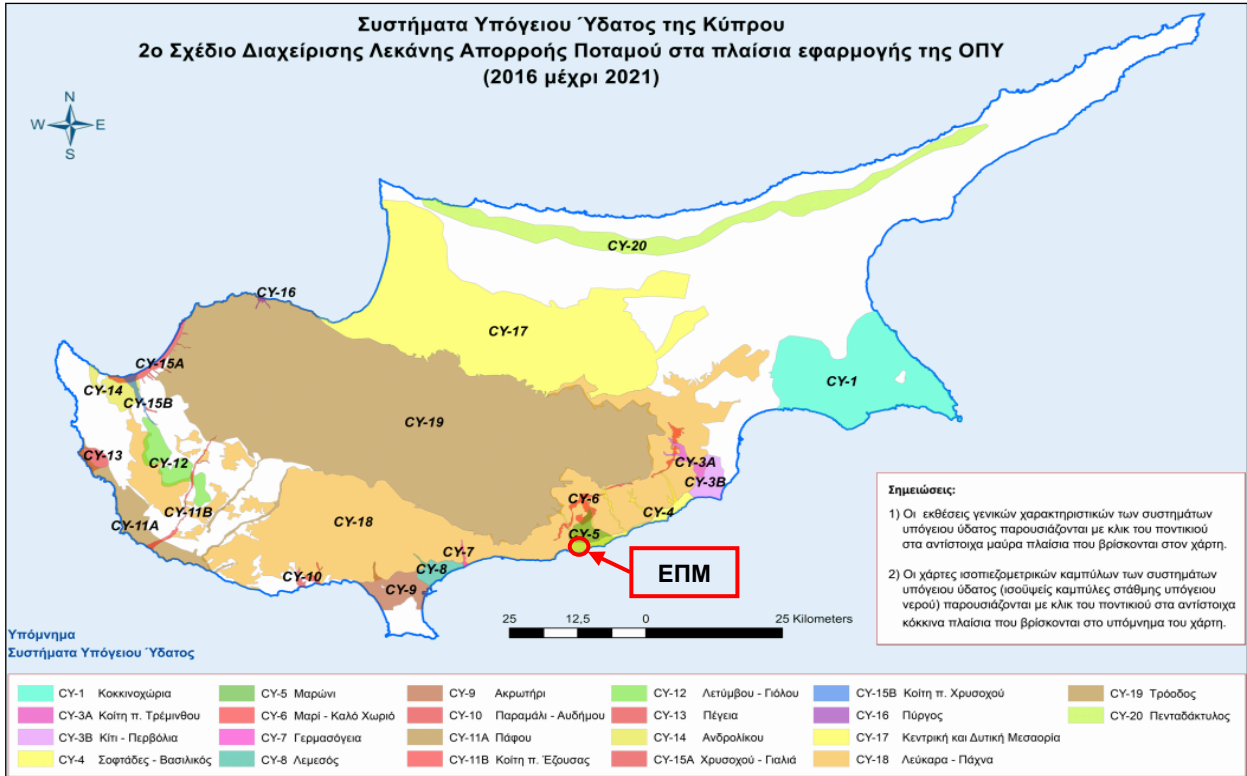 Συστήματα Υπόγειου Ύδατος της Κύπρου
2ο Σχέδιο Διαχείρισης Λεκάνης Απορροής Ποταμού στα πλαίσια εφαρμογής της ΟΠΥ
(2016 μέχρι 2021)
N
W E
S
CY-20
CY-16
CY-17
CY-15A
CY-1
CY-14
CY-15B
CY-19
CY-13
CY-12
CY-3A
CY-3B
CY-6
CY-4
CY-11B
CY-11A
CY-18
CY-5
CY-7
CY-8
CY-10
CY-9
ΕΠΜ
Σημειώσεις:
1) Οι εκθέσεις γενικών χαρακτηριστικών των συστημάτων
υπόγειου ύδατος παρουσιάζονται με κλικ του ποντικιού
στα αντίστοιχα μαύρα πλαίσια που βρίσκονται στον χάρτη.
2) Οι χάρτες ισοπιεζομετρικών καμπύλων των συστημάτων
υπόγειου ύδατος (ισοϋψείς καμπύλες στάθμης υπόγειου
νερού) παρουσιάζονται με κλικ του ποντικιού στα αντίστοιχα
κόκκινα πλαίσια που βρίσκονται στο υπόμνημα του χάρτη.
25 12,5 0 25 Kilometers
Υπόμνημα
Συστήματα Υπόγειου Ύδατος
CY-1 Κοκκινοχώρια
CY-3A Κοίτη π. Τρέμινθου
CY-3B Κίτι - Περβόλια
CY-4 Σοφτάδες - Βασιλικός
CY-5 Μαρώνι
CY-6 Μαρί - Καλό Χωριό
CY-7 Γερμασόγεια
CY-8 Λεμεσός
CY-9 Ακρωτήρι
CY-10 Παραμάλι - Αυδήμου
CY-11A Πάφου
CY-11B Κοίτη π. Έζουσας
CY-12 Λετύμβου - Γιόλου
CY-13 Πέγεια
CY-14 Ανδρολίκου
CY-15A Χρυσοχού - Γιαλιά
CY-15B Κοίτη π. Χρυσοχού
CY-16 Πύργος
CY-17 Κεντρική και Δυτική Μεσαορία
CY-18 Λεύκαρα - Πάχνα
CY-19 Τρόοδος
CY-20 Πενταδάκτυλος